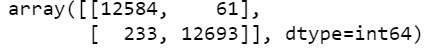 array([[12584,    61],
       [  233, 12693]], dtype=int64)